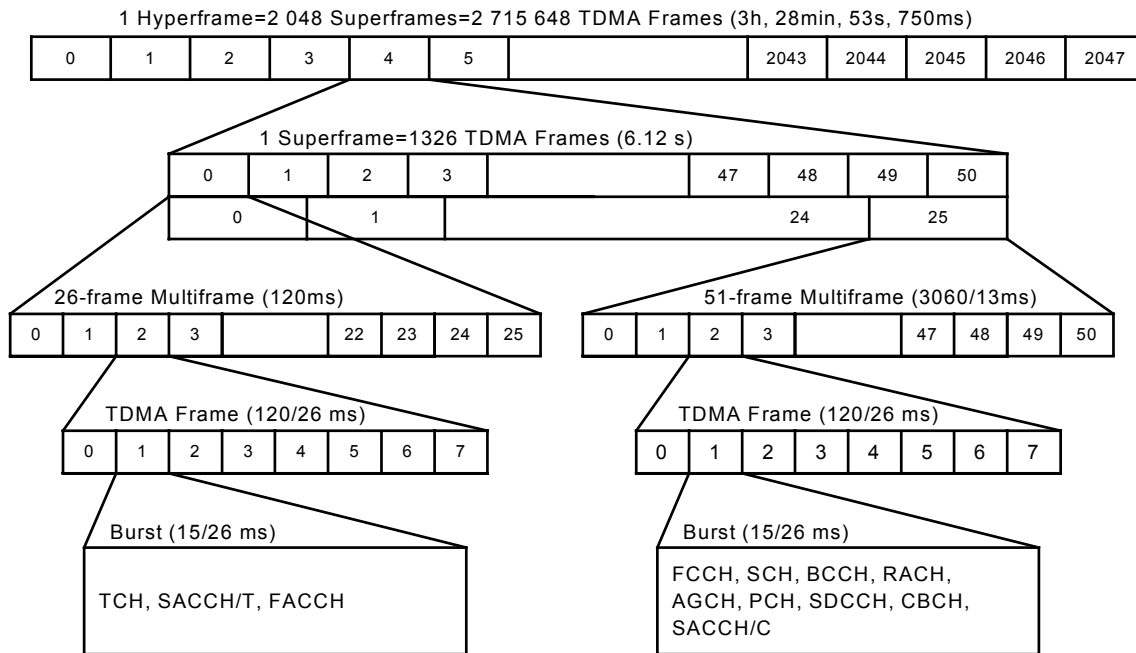 1 Hyperframe=2 048 Superframes=2 715 648 TDMA Frames (3h, 28min, 53s, 750ms)
0 1 2 3 4 5 2043 2044 2045 2046 2047
1 Superframe=1326 TDMA Frames (6.12 s)
0 1 2 3 47 48 49 50
0 1 24 25
26-frame Multiframe (120ms)
0 1 2 3 22 23 24 25
51-frame Multiframe (3060/13ms)
0 1 2 3 47 48 49 50
TDMA Frame (120/26 ms)
0 1 2 3 4 5 6 7
TDMA Frame (120/26 ms)
0 1 2 3 4 5 6 7
Burst (15/26 ms)
TCH, SACCH/T, FACCH
Burst (15/26 ms)
FCCH, SCH, BCCH, RACH,
AGCH, PCH, SDCCH, CBCH,
SACCH/C